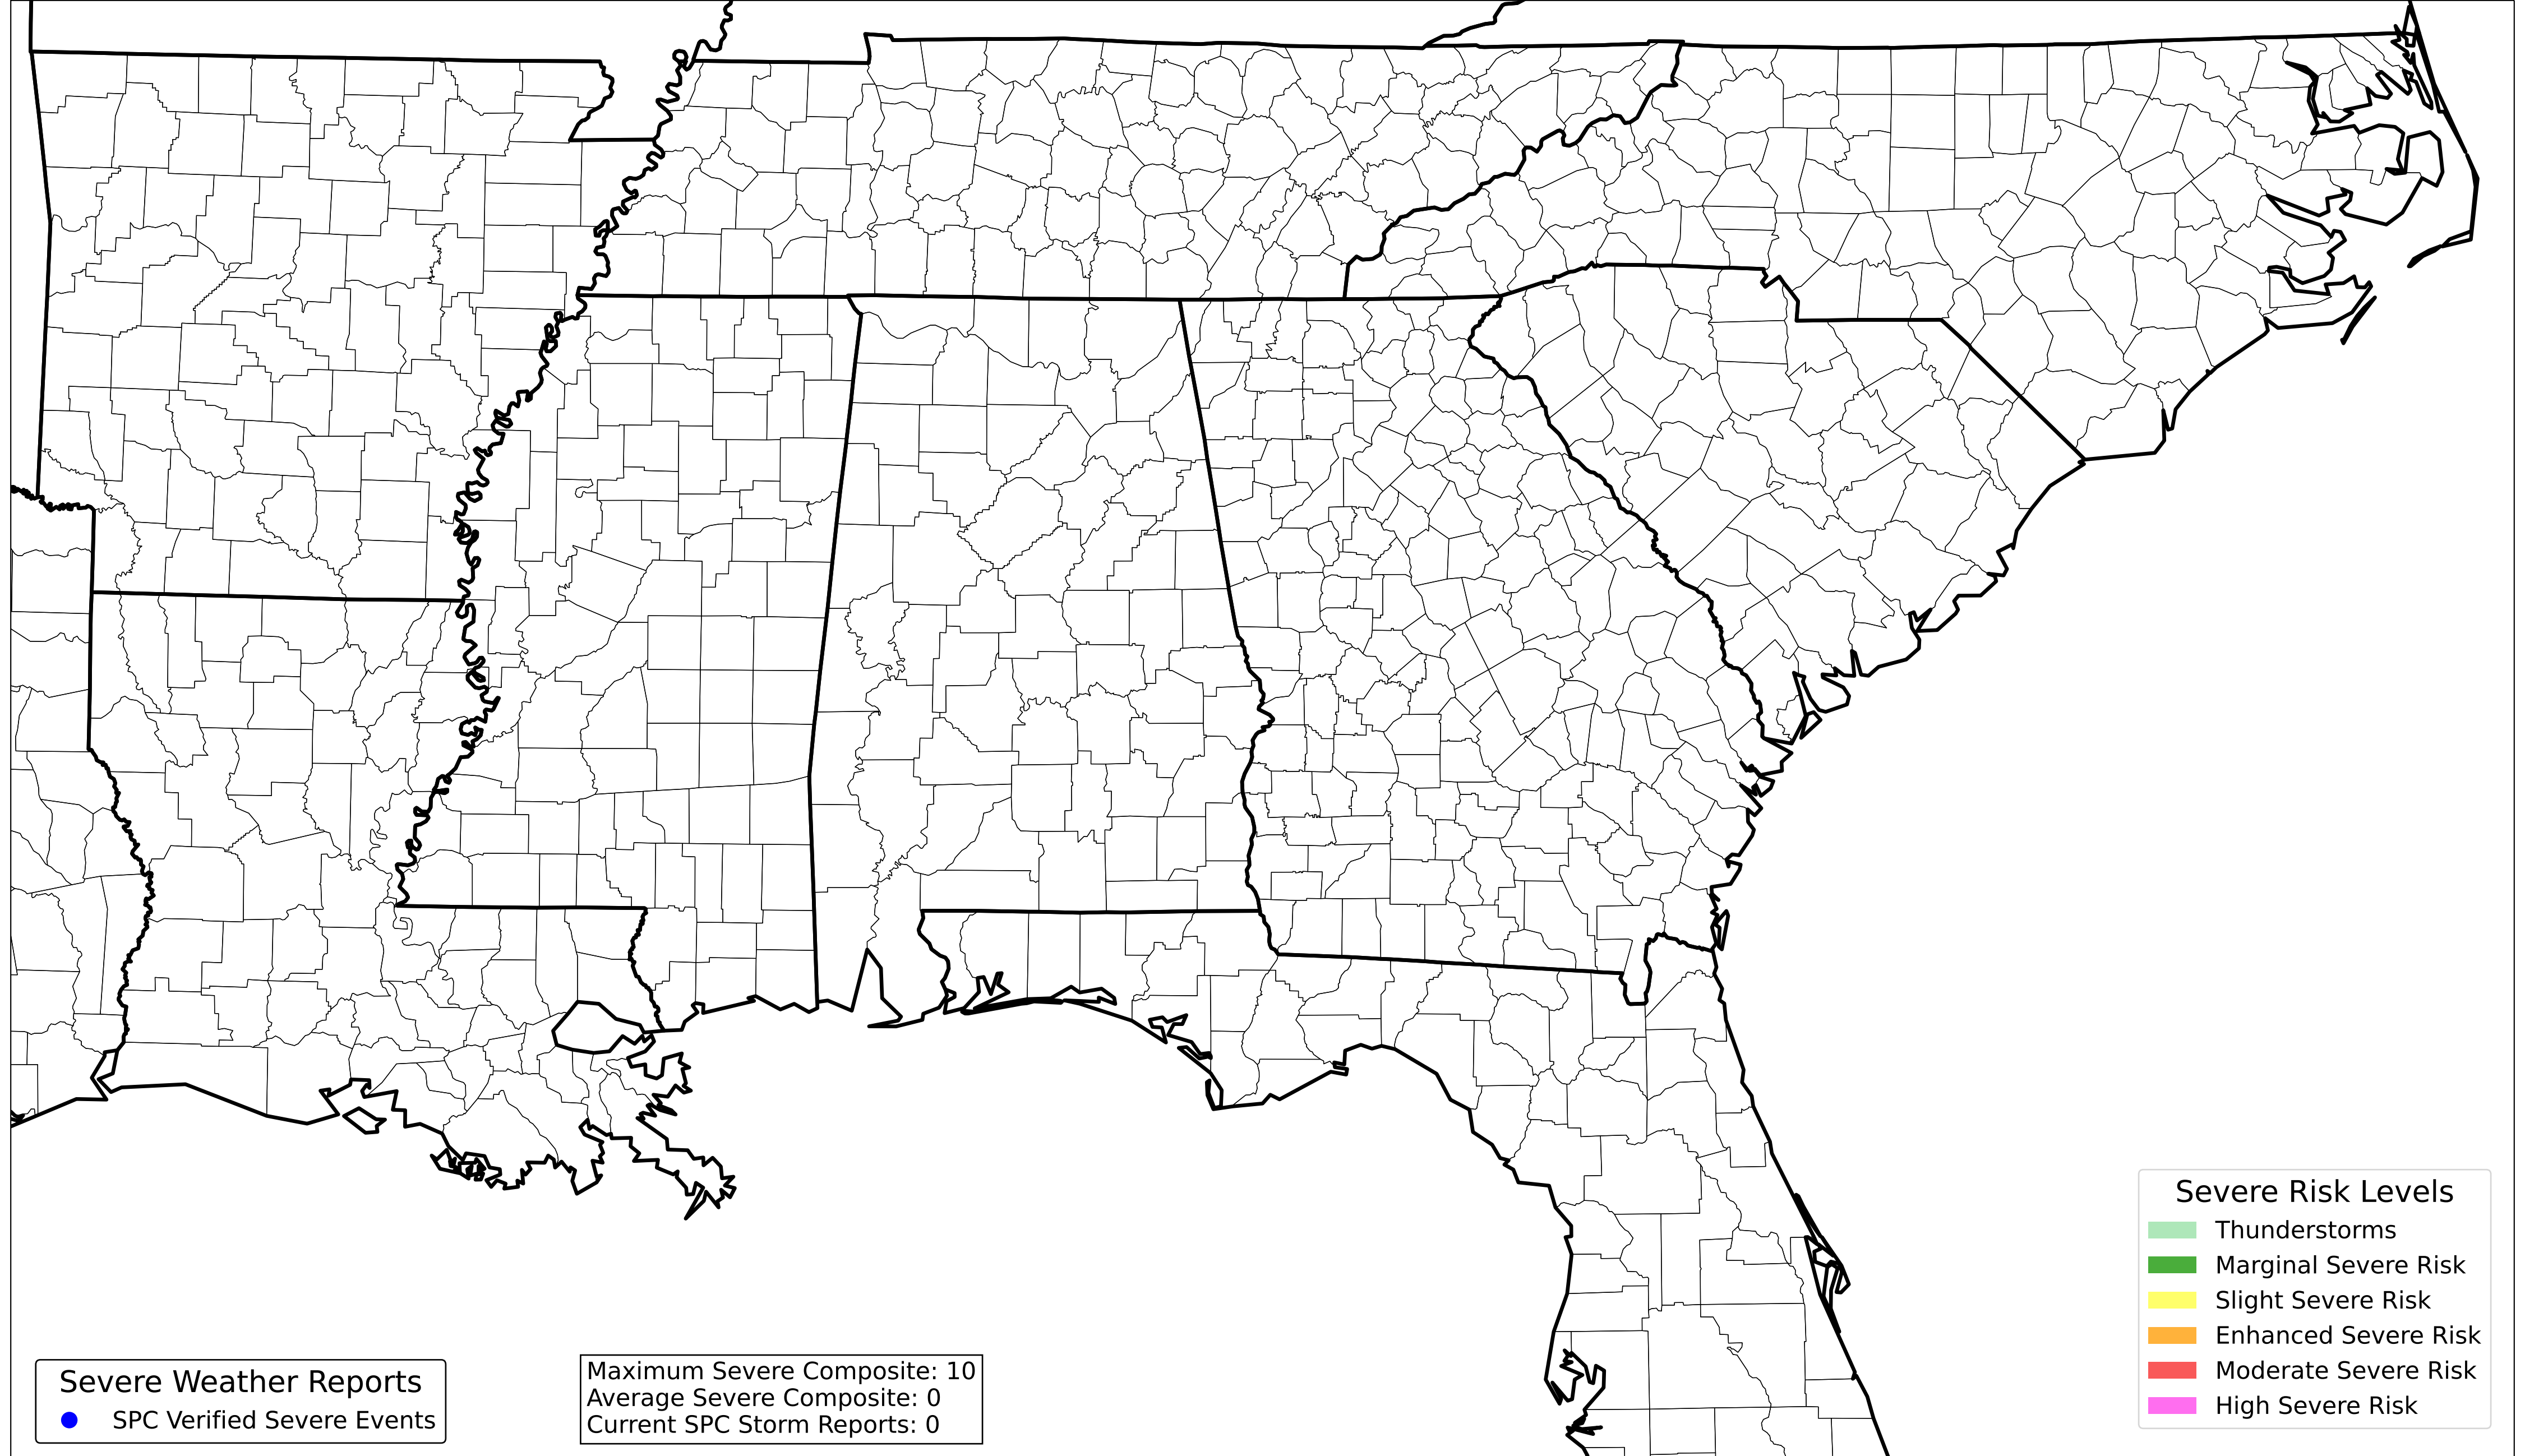 Severe Weather Reports
SPC Verified Severe Events
Maximum Severe Composite: 10
Average Severe Composite: 0
Current SPC Storm Reports: 0
Severe Risk Levels
Thunderstorms
Marginal Severe Risk
Slight Severe Risk
Enhanced Severe Risk
Moderate Severe Risk
High Severe Risk